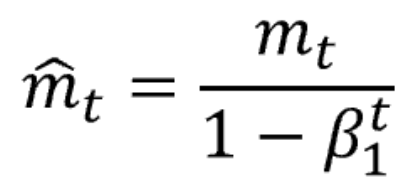 m̂_t = m_t / (1 − β_1^t)